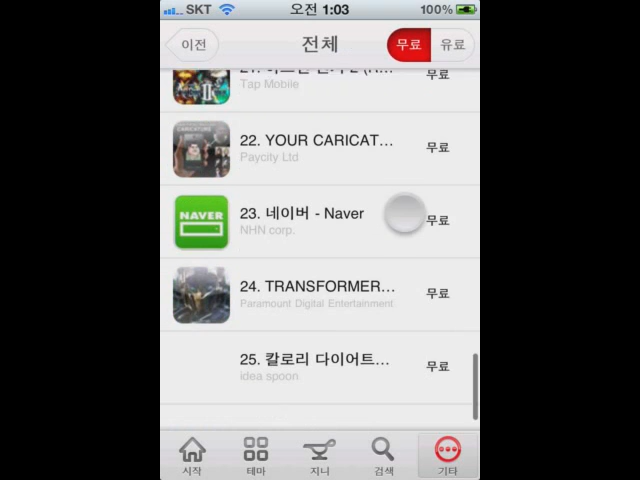 SKT 오전 1:03 100%
이전 전체 무료 유료
무료
Tap Mobile
22. YOUR CARICAT... 무료
Paycity Ltd
CARICATURE
23. 네이버 - Naver 무료
NHN corp.
NAVER
24. TRANSFORMER... 무료
Paramount Digital Entertainment
25. 칼로리 다이어트... 무료
idea spoon
시작 테마 지니 검색 기타